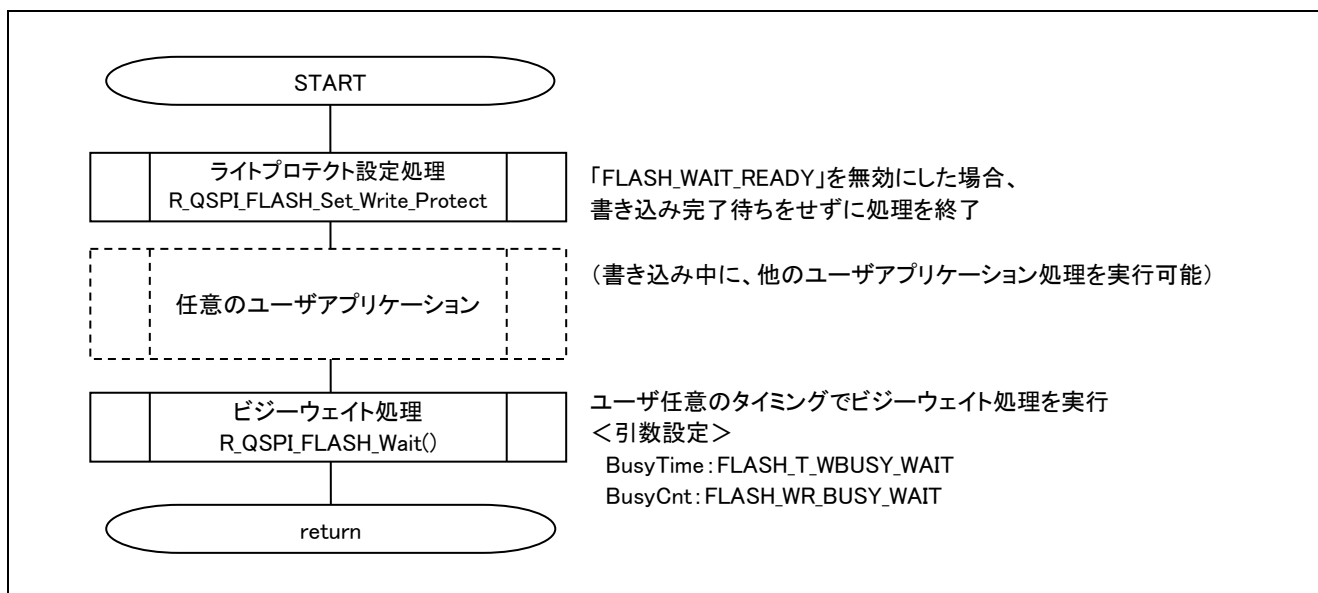 START
ライトプロテクト設定処理
R_QSPI_FLASH_Set_Write_Protect
「FLASH_WAIT_READY」を無効にした場合、
書き込み完了待ちをせずに処理を終了
(書き込み中に、他のユーザアプリケーション処理を実行可能)
任意のユーザアプリケーション
ビジーウェイト処理
R_QSPI_FLASH_Wait()
ユーザ任意のタイミングでビジーウェイト処理を実行
<引数設定>
BusyTime:FLASH_T_WBUSY_WAIT
BusyCnt:FLASH_WR_BUSY_WAIT
return